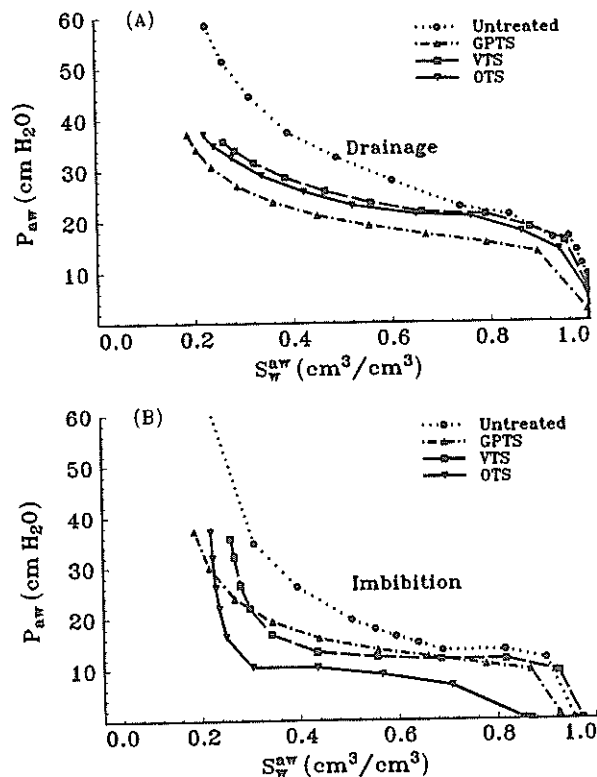 (A)
Untreated
GPTS
VTS
OTS
Drainage
60
50
40
30
20
10
P_aw (cm H₂O)
0.0 0.2 0.4 0.6 0.8 1.0
S_w^aw (cm³/cm³)
(B)
Untreated
GPTS
VTS
OTS
Imbibition
60
50
40
30
20
10
P_aw (cm H₂O)
0.0 0.2 0.4 0.6 0.8 1.0
S_w^aw (cm³/cm³)